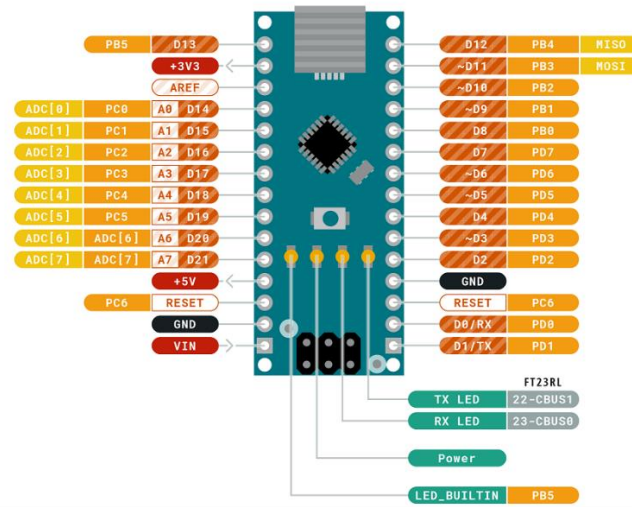 PB5 D13 D12 PB4 MISO
+3V3 ~D11 PB3 MOSI
AREF ~D10 PB2
ADC[0] PC0 A0 D14 ~D9 PB1
ADC[1] PC1 A1 D15 D8 PB0
ADC[2] PC2 A2 D16 D7 PD7
ADC[3] PC3 A3 D17 ~D6 PD6
ADC[4] PC4 A4 D18 ~D5 PD5
ADC[5] PC5 A5 D19 D4 PD4
ADC[6] ADC[6] A6 D20 ~D3 PD3
ADC[7] ADC[7] A7 D21 D2 PD2
+5V GND
PC6 RESET RESET PC6
GND D0/RX PD0
VIN D1/TX PD1
FT23RL
TX LED 22-CBUS1
RX LED 23-CBUS0
Power
LED_BUILTIN PB5